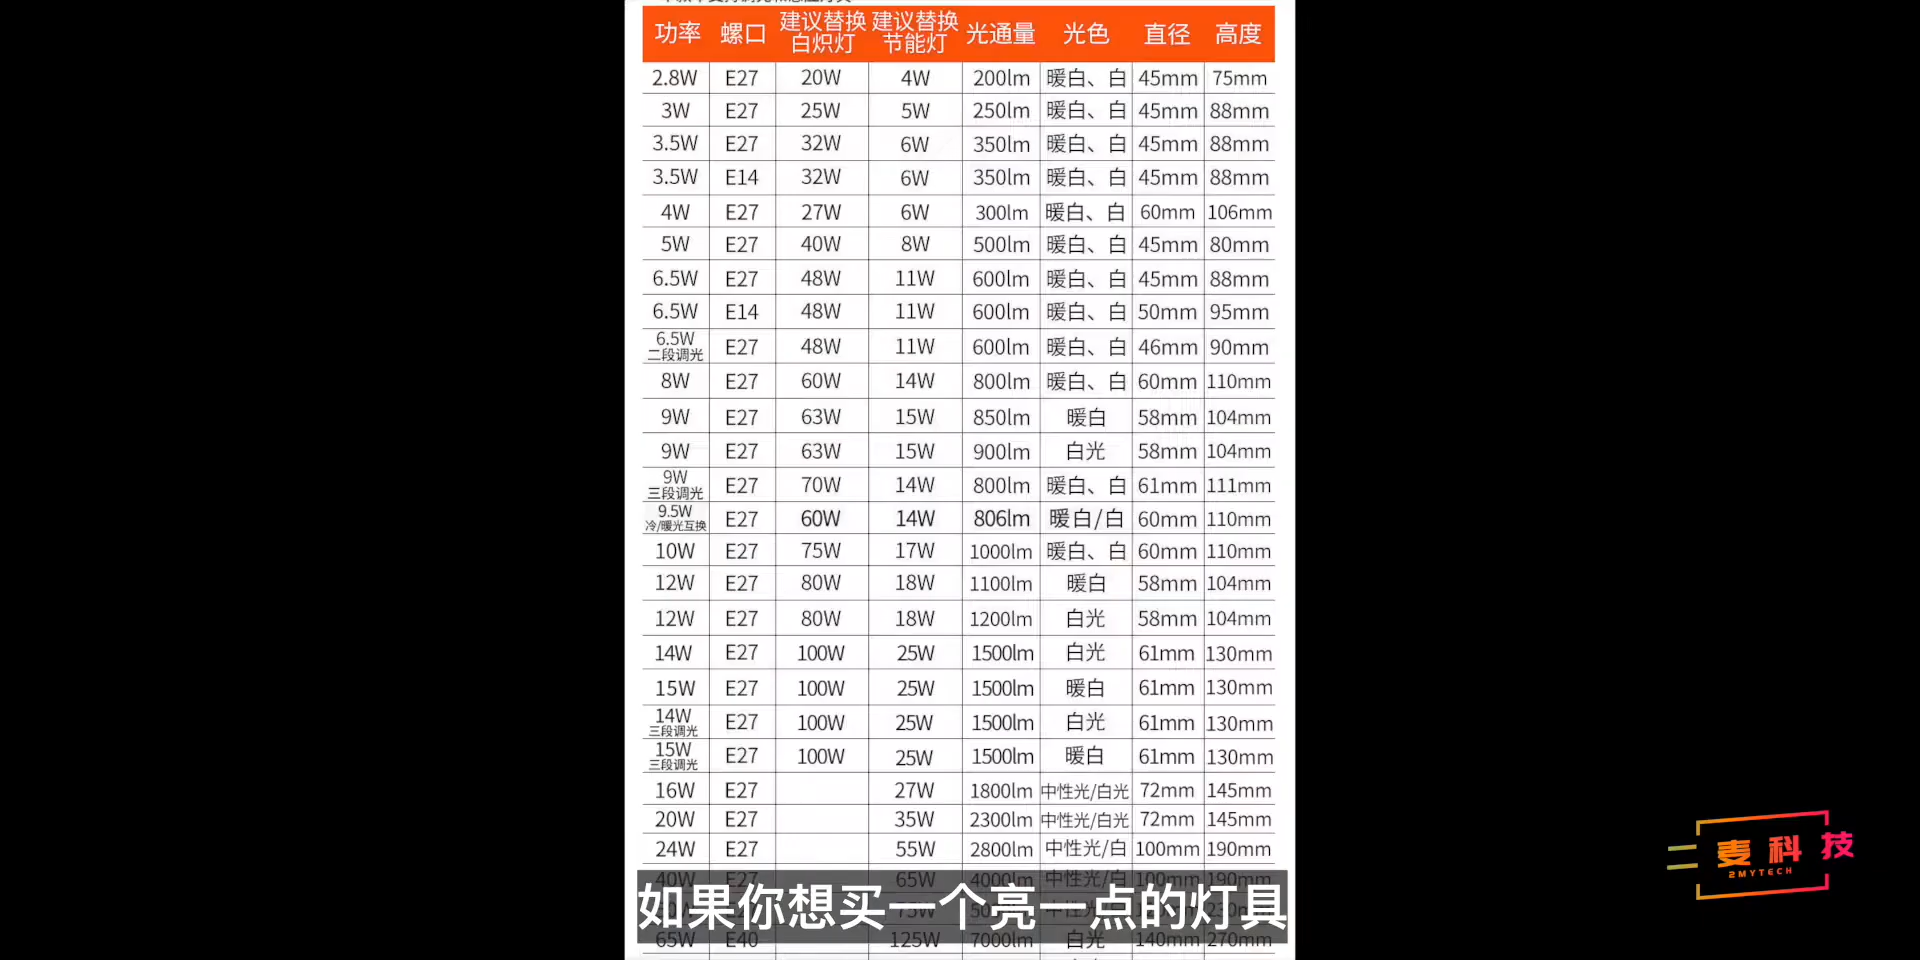 功率 螺口 建议替换白炽灯 建议替换节能灯 光通量 光色 直径 高度
2.8W E27 20W 4W 200lm 暖白、白 45mm 75mm
3W E27 25W 5W 250lm 暖白、白 45mm 88mm
3.5W E27 32W 6W 350lm 暖白、白 45mm 88mm
3.5W E14 32W 6W 350lm 暖白、白 45mm 88mm
4W E27 27W 6W 300lm 暖白、白 60mm 106mm
5W E27 40W 8W 500lm 暖白、白 45mm 80mm
6.5W E27 48W 11W 600lm 暖白、白 45mm 88mm
6.5W E14 48W 11W 600lm 暖白、白 50mm 95mm
6.5W 二段调光 E27 48W 11W 600lm 暖白、白 46mm 90mm
8W E27 60W 14W 800lm 暖白、白 60mm 110mm
9W E27 63W 15W 850lm 暖白 58mm 104mm
9W E27 63W 15W 900lm 白光 58mm 104mm
9W 三段调光 E27 70W 14W 800lm 暖白、白 61mm 111mm
9.5W 冷/暖光互换 E27 60W 14W 806lm 暖白/白 60mm 110mm
10W E27 75W 17W 1000lm 暖白、白 60mm 110mm
12W E27 80W 18W 1100lm 暖白 58mm 104mm
12W E27 80W 18W 1200lm 白光 58mm 104mm
14W E27 100W 25W 1500lm 白光 61mm 130mm
15W E27 100W 25W 1500lm 暖白 61mm 130mm
14W 三段调光 E27 100W 25W 1500lm 白光 61mm 130mm
15W 三段调光 E27 100W 25W 1500lm 暖白 61mm 130mm
16W E27 27W 1800lm 中性光/白光 72mm 145mm
20W E27 35W 2300lm 中性光/白光 72mm 145mm
24W E27 55W 2800lm 中性光/白 100mm 190mm
40W E27 65W 4000lm 中性光/白 100mm 190mm
如果你想买一个亮一点的灯具
65W E40 125W 7000lm 白光 140mm 270mm
麦科技
2MYTECH